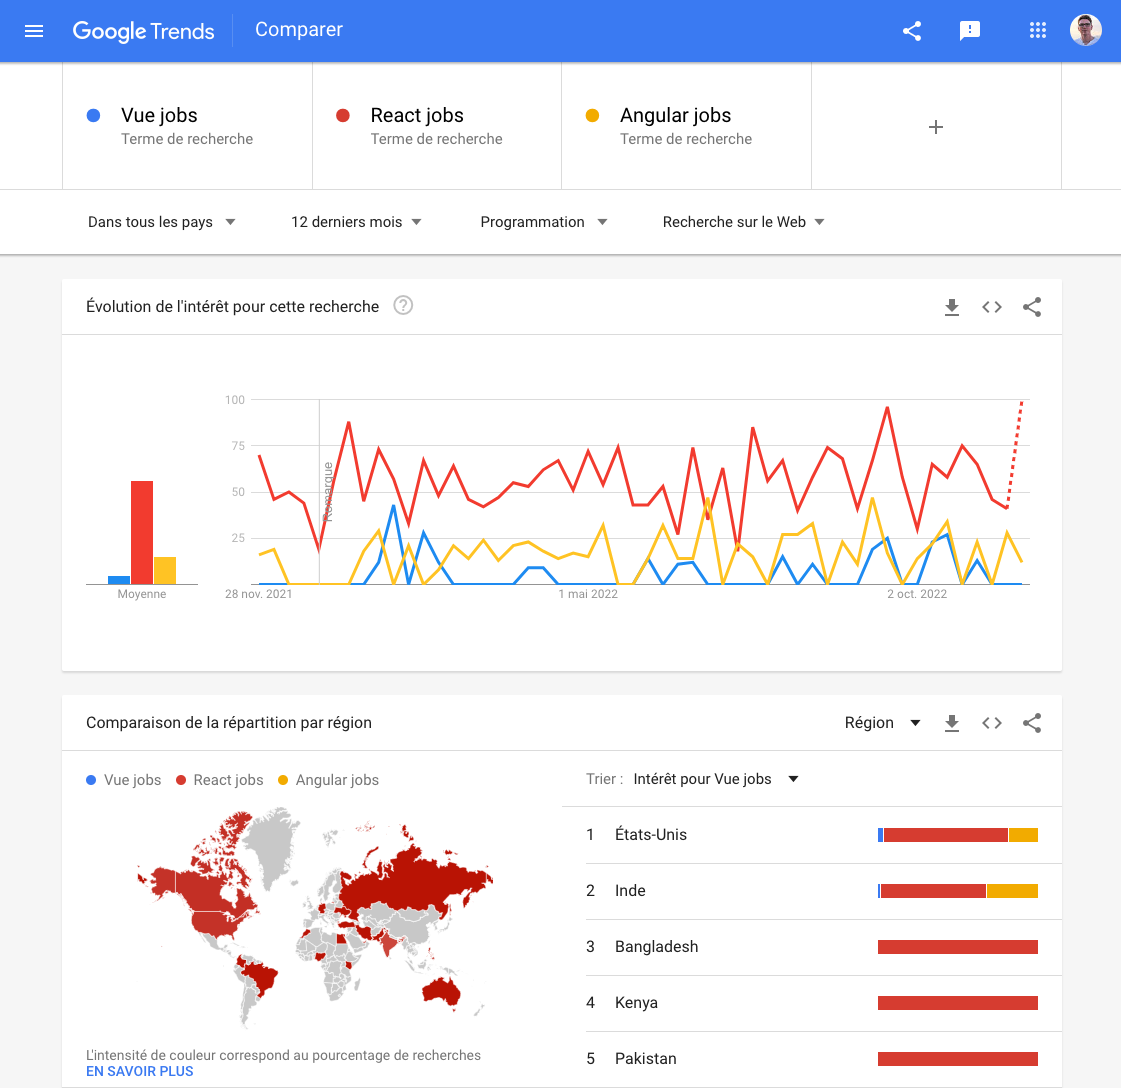 Google Trends Comparer
Vue jobs
Terme de recherche
React jobs
Terme de recherche
Angular jobs
Terme de recherche
+
Dans tous les pays
12 derniers mois
Programmation
Recherche sur le Web
Évolution de l'intérêt pour cette recherche ?
100
75
50
25
Remarque
Moyenne
28 nov. 2021
1 mai 2022
2 oct. 2022
Comparaison de la répartition par région
Région
Vue jobs React jobs Angular jobs
L'intensité de couleur correspond au pourcentage de recherches
EN SAVOIR PLUS
Trier : Intérêt pour Vue jobs
1 États-Unis
2 Inde
3 Bangladesh
4 Kenya
5 Pakistan